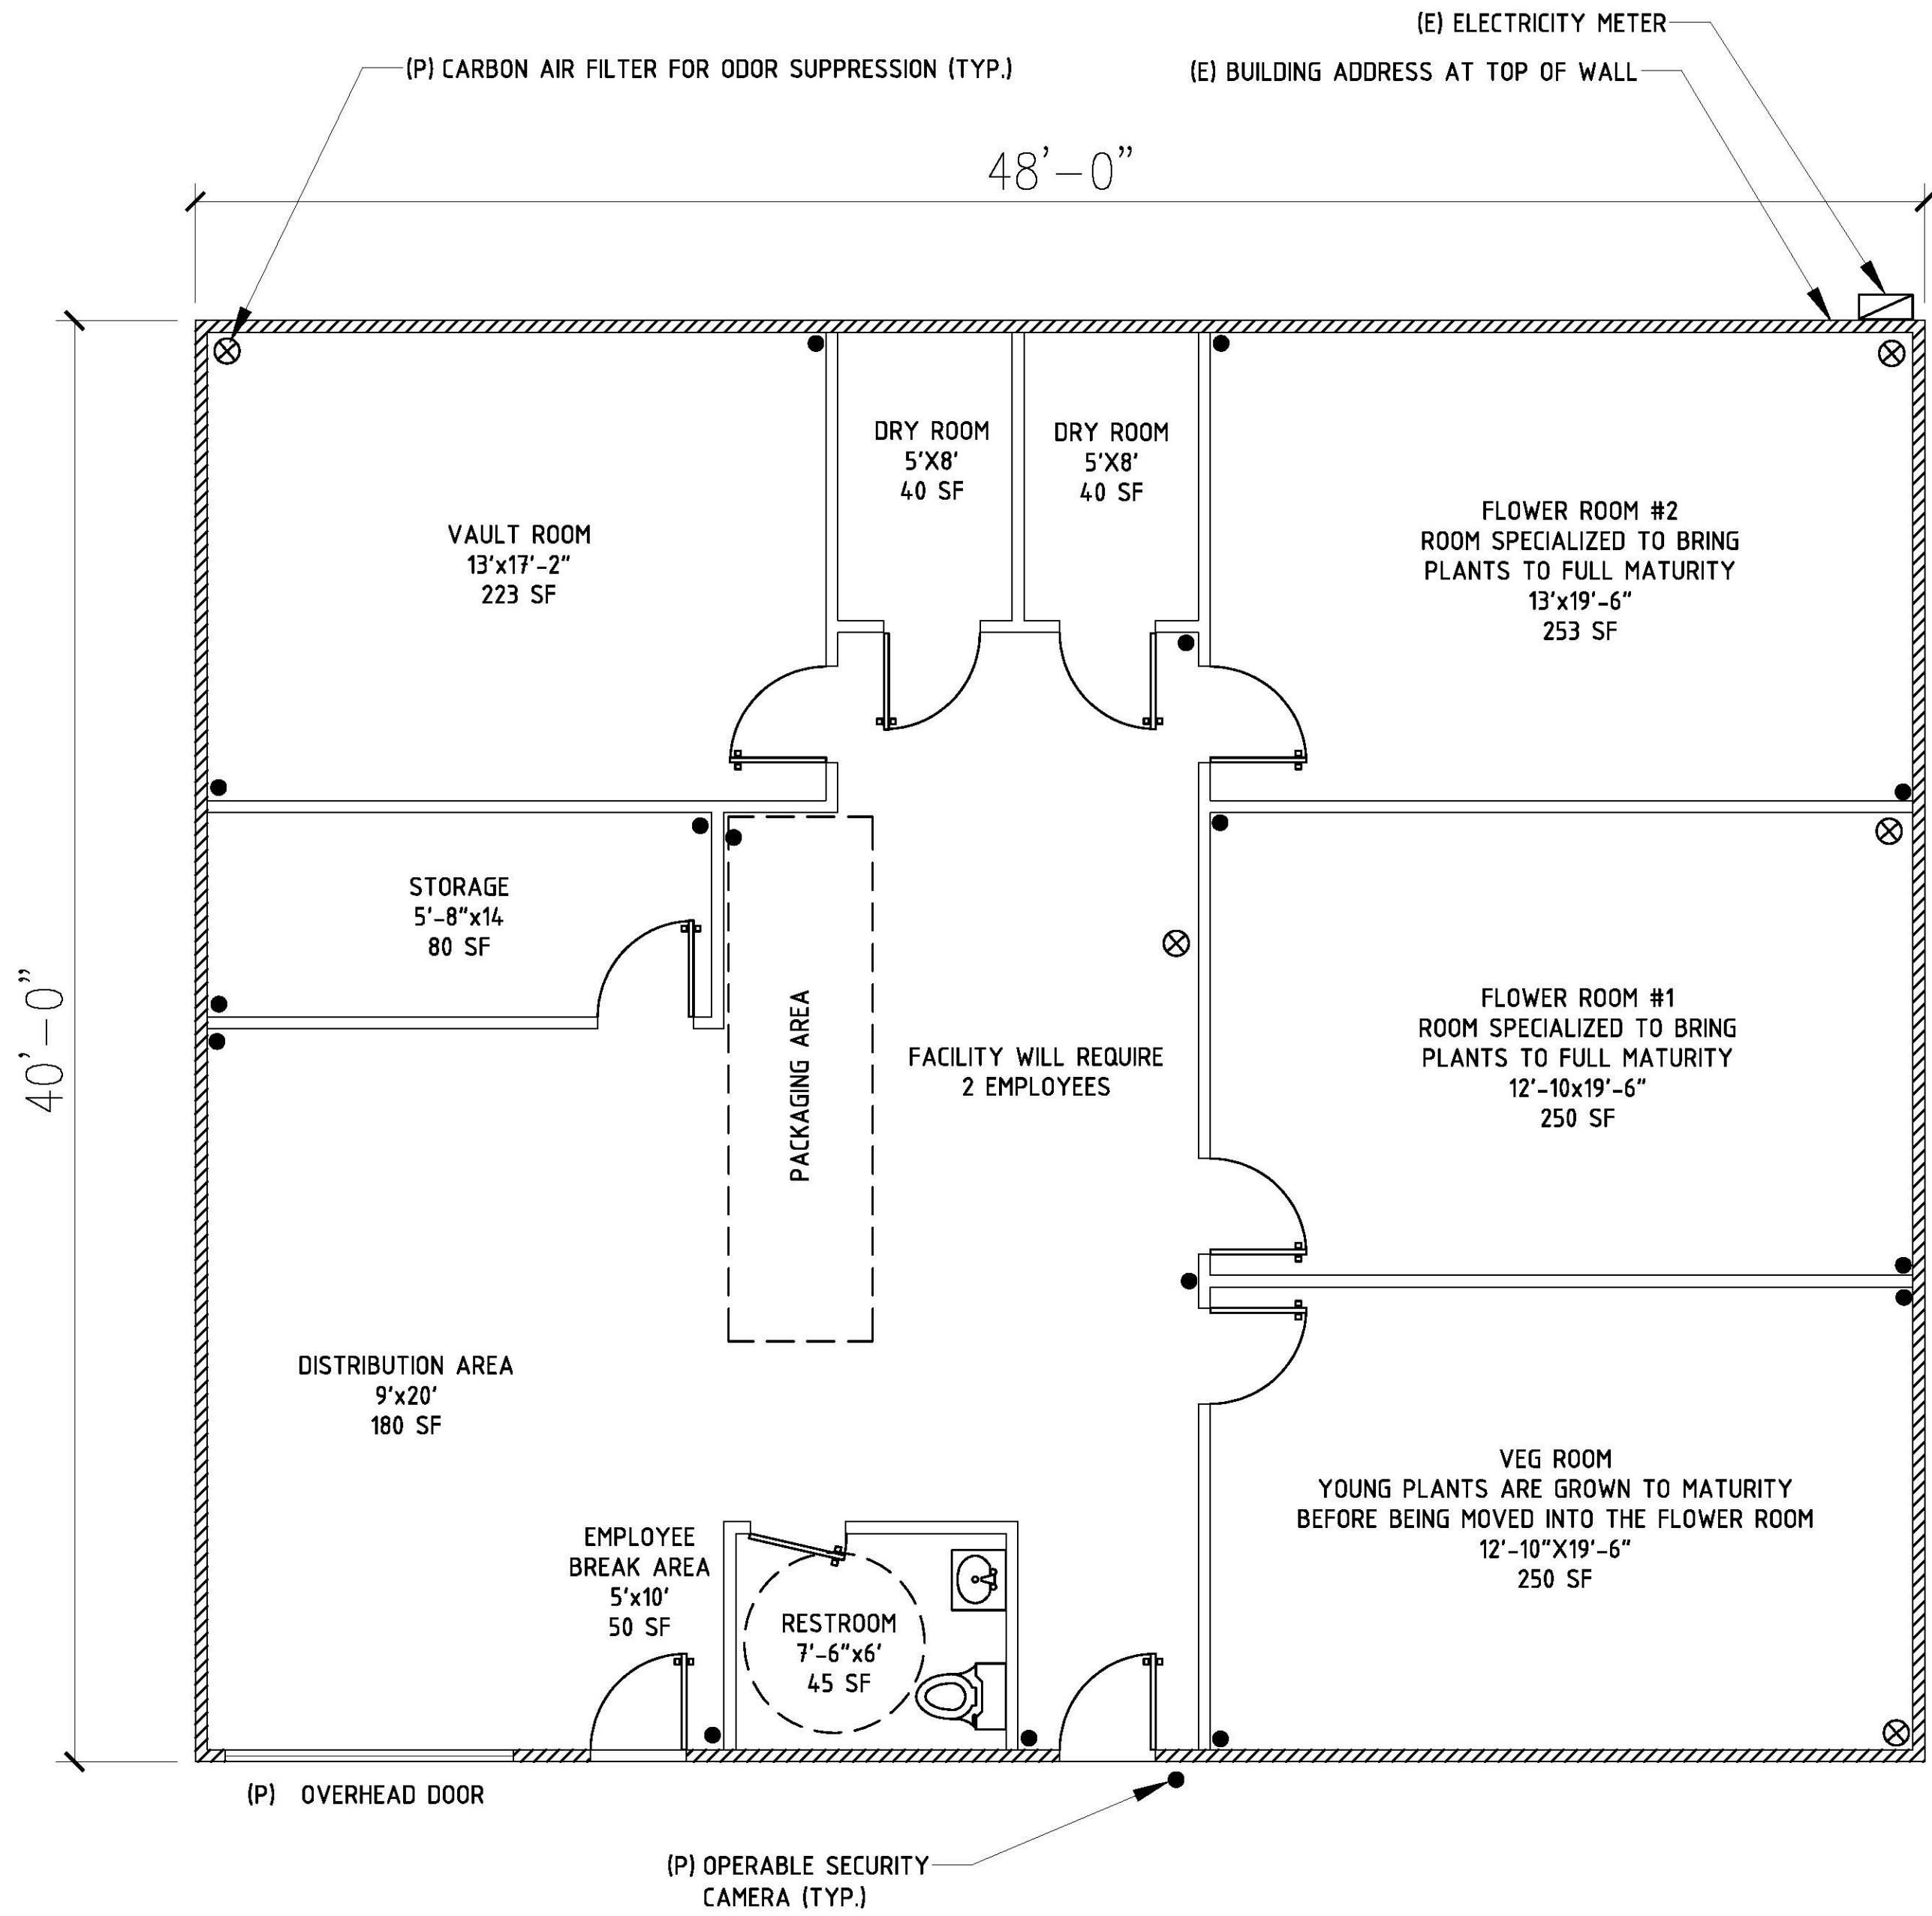 (E) ELECTRICITY METER
(P) CARBON AIR FILTER FOR ODOR SUPPRESSION (TYP.)
(E) BUILDING ADDRESS AT TOP OF WALL
48'-0"
40'-0"
VAULT ROOM
13'x17'-2"
223 SF
DRY ROOM
5'X8'
40 SF
DRY ROOM
5'X8'
40 SF
FLOWER ROOM #2
ROOM SPECIALIZED TO BRING
PLANTS TO FULL MATURITY
13'x19'-6"
253 SF
STORAGE
5'-8"x14
80 SF
PACKAGING AREA
FACILITY WILL REQUIRE
2 EMPLOYEES
FLOWER ROOM #1
ROOM SPECIALIZED TO BRING
PLANTS TO FULL MATURITY
12'-10x19'-6"
250 SF
DISTRIBUTION AREA
9'x20'
180 SF
EMPLOYEE
BREAK AREA
5'x10'
50 SF
RESTROOM
7'-6"x6'
45 SF
VEG ROOM
YOUNG PLANTS ARE GROWN TO MATURITY
BEFORE BEING MOVED INTO THE FLOWER ROOM
12'-10"X19'-6"
250 SF
(P) OVERHEAD DOOR
(P) OPERABLE SECURITY
CAMERA (TYP.)